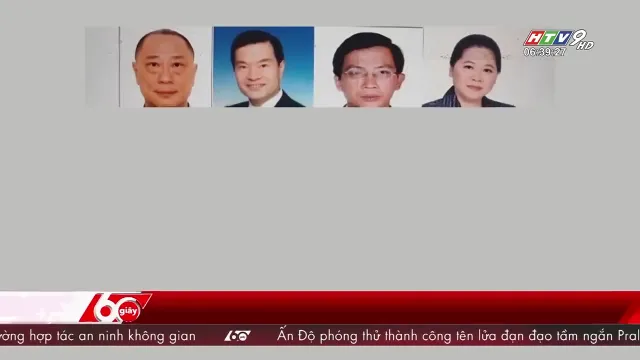 HTV9 HD
06:39:27
60 giây
ường hợp tác an ninh không gian 60 Ấn Độ phóng thử thành công tên lửa đạn đạo tầm ngắn Pral